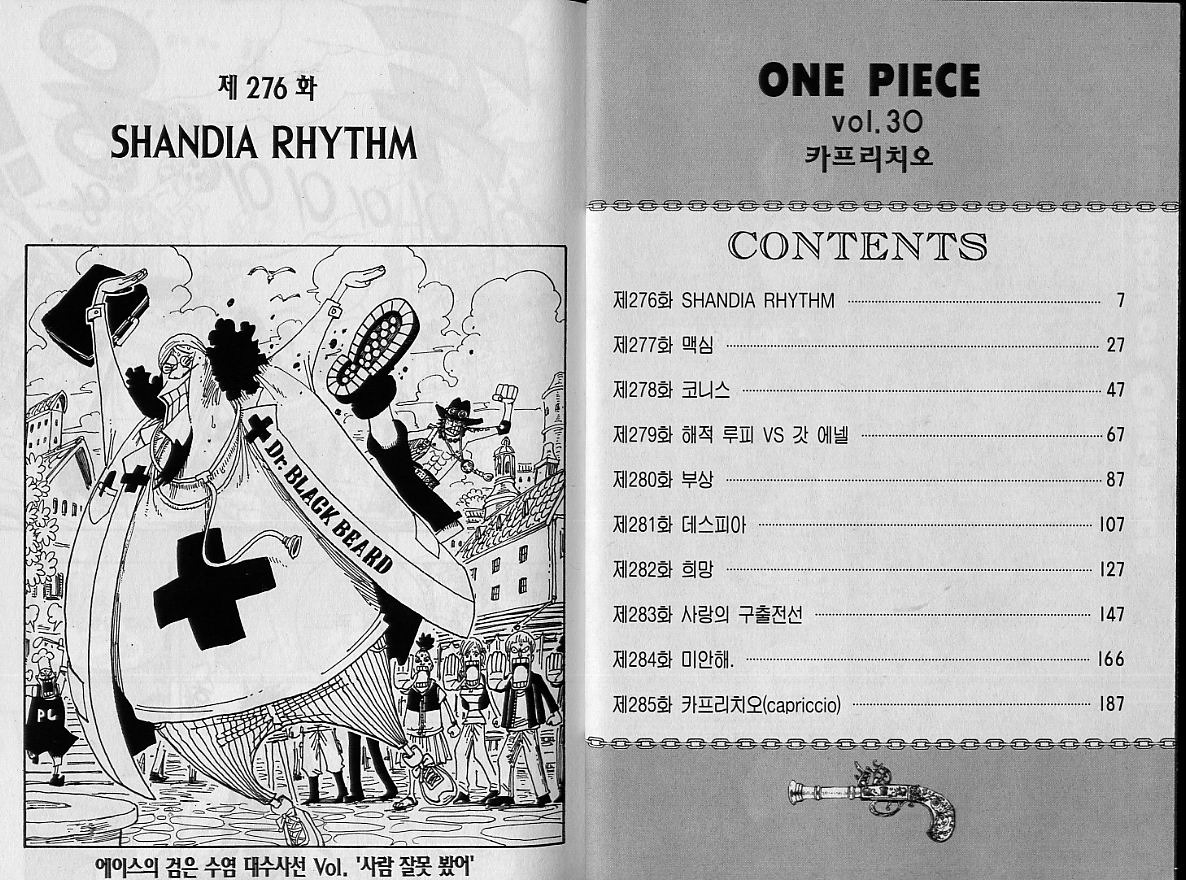 제 276 화
SHANDIA RHYTHM
Dr. BLACK BEARD
PL
에이스의 검은 수염 대수사선 Vol. '사람 잘못 봤어'
ONE PIECE
vol.30
카프리치오
CONTENTS
제276화 SHANDIA RHYTHM 7
제277화 맥심 27
제278화 코니스 47
제279화 해적 루피 VS 갓 에넬 67
제280화 부상 87
제281화 데스피아 107
제282화 희망 127
제283화 사랑의 구출전선 147
제284화 미안해. 166
제285화 카프리치오(capriccio) 187